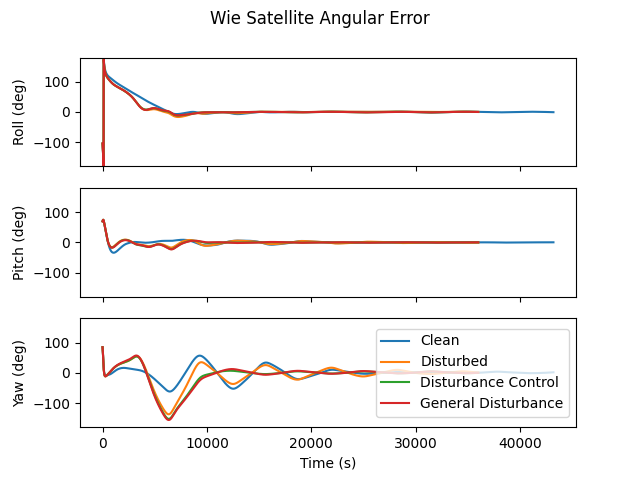 Wie Satellite Angular Error
Roll (deg)
100
0
−100
Pitch (deg)
100
0
−100
Yaw (deg)
100
0
−100
Clean
Disturbed
Disturbance Control
General Disturbance
0 10000 20000 30000 40000
Time (s)